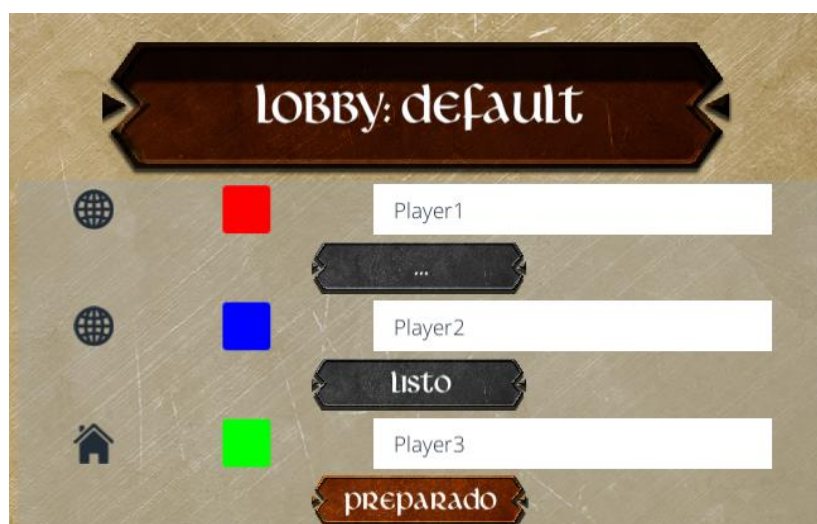 Lobby: default
Player1
...
Player2
Listo
Player3
Preparado